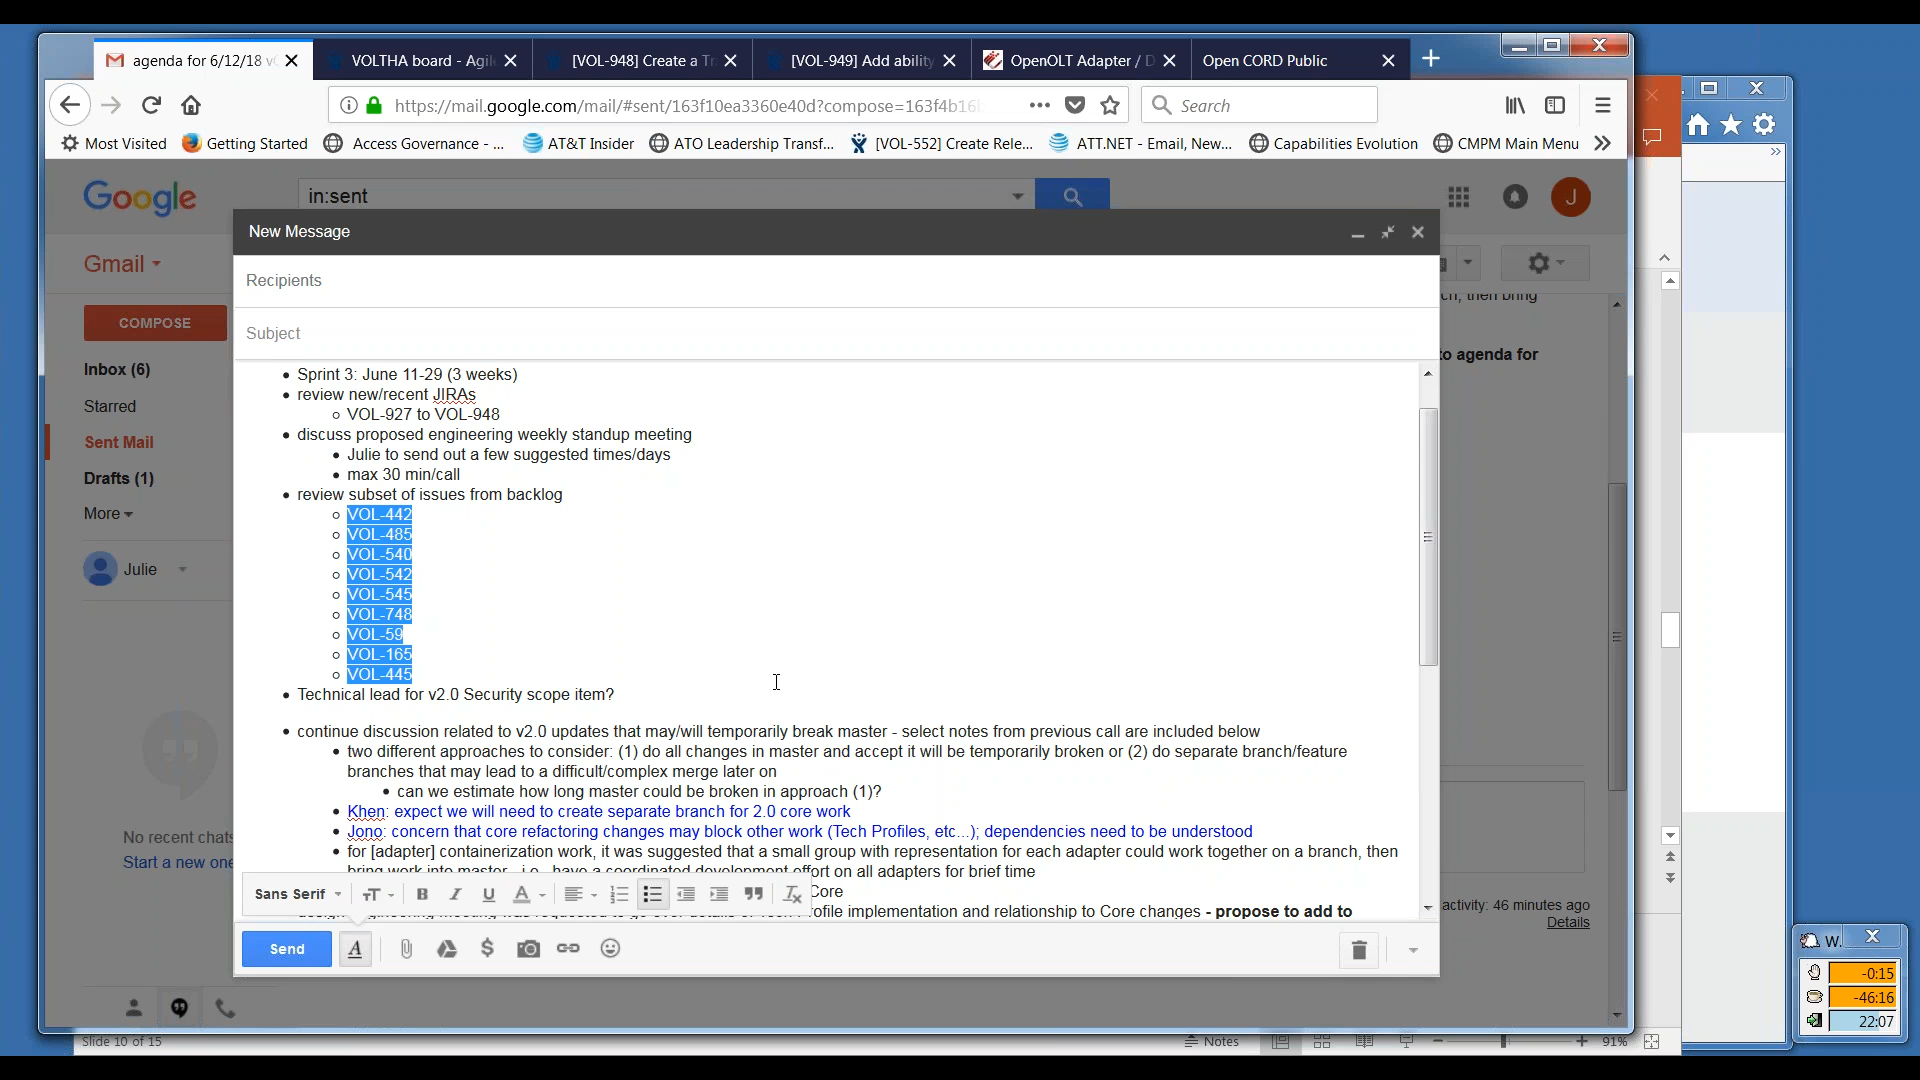 agenda for 6/12/18 v
VOLTHA board - Agil
[VOL-948] Create a T
[VOL-949] Add ability
OpenOLT Adapter / D
Open CORD Public
https://mail.google.com/mail/#sent/163f10ea3360e40d?compose=163f4b16
Search
Most Visited
Getting Started
Access Governance - ...
AT&T Insider
ATO Leadership Transf...
[VOL-552] Create Rele...
ATT.NET - Email, New...
Capabilities Evolution
CMPM Main Menu
Google
in:sent
J
New Message
Gmail
Recipients
COMPOSE
Subject
Inbox (6)
Starred
Sent Mail
Drafts (1)
More
Julie
No recent chats
Start a new one
to agenda for
• Sprint 3: June 11-29 (3 weeks)
• review new/recent JIRAs
o VOL-927 to VOL-948
• discuss proposed engineering weekly standup meeting
• Julie to send out a few suggested times/days
• max 30 min/call
• review subset of issues from backlog
o VOL-442
o VOL-485
o VOL-540
o VOL-542
o VOL-545
o VOL-748
o VOL-59
o VOL-165
o VOL-445
• Technical lead for v2.0 Security scope item?
• continue discussion related to v2.0 updates that may/will temporarily break master - select notes from previous call are included below
• two different approaches to consider: (1) do all changes in master and accept it will be temporarily broken or (2) do separate branch/feature
branches that may lead to a difficult/complex merge later on
• can we estimate how long master could be broken in approach (1)?
• Khen: expect we will need to create separate branch for 2.0 core work
• Jono: concern that core refactoring changes may block other work (Tech Profiles, etc...); dependencies need to be understood
• for [adapter] containerization work, it was suggested that a small group with representation for each adapter could work together on a branch, then
bring work into master - i.e., have a coordinated development effort on all adapters for brief time
Core
ofile implementation and relationship to Core changes - propose to add to
Sans Serif
Send
activity: 46 minutes ago
Details
Slide 10 of 15
Notes
91%
W.
-0:15
-46:16
22:07